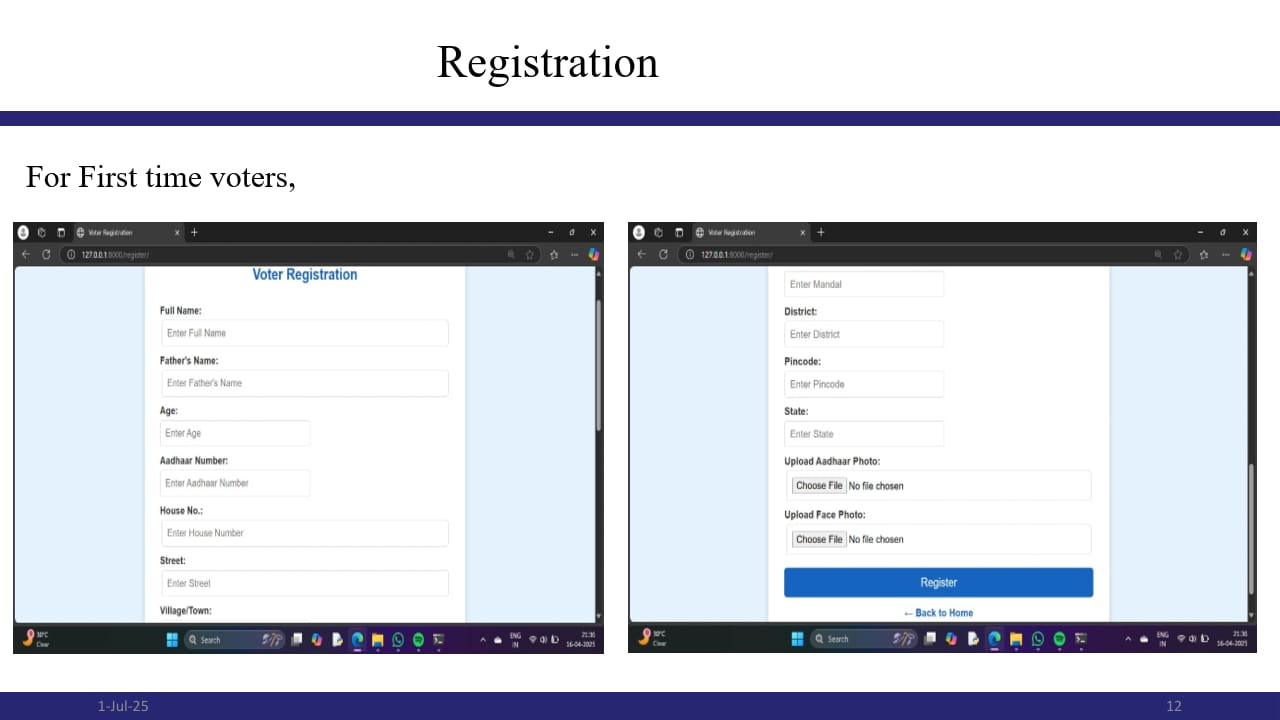 Registration
For First time voters,
Voter Registration
127.0.0.1:8000/register/
Voter Registration
Full Name:
Enter Full Name
Father's Name:
Enter Father's Name
Age:
Enter Age
Aadhaar Number:
Enter Aadhaar Number
House No.:
Enter House Number
Street:
Enter Street
Village/Town:
30°C
Clear
Search
ENG
IN
21:36
16-04-2025
Voter Registration
127.0.0.1:8000/register/
Enter Mandal
District:
Enter District
Pincode:
Enter Pincode
State:
Enter State
Upload Aadhaar Photo:
Choose File No file chosen
Upload Face Photo:
Choose File No file chosen
Register
← Back to Home
30°C
Clear
Search
ENG
IN
21:36
16-04-2025
1-Jul-25
12